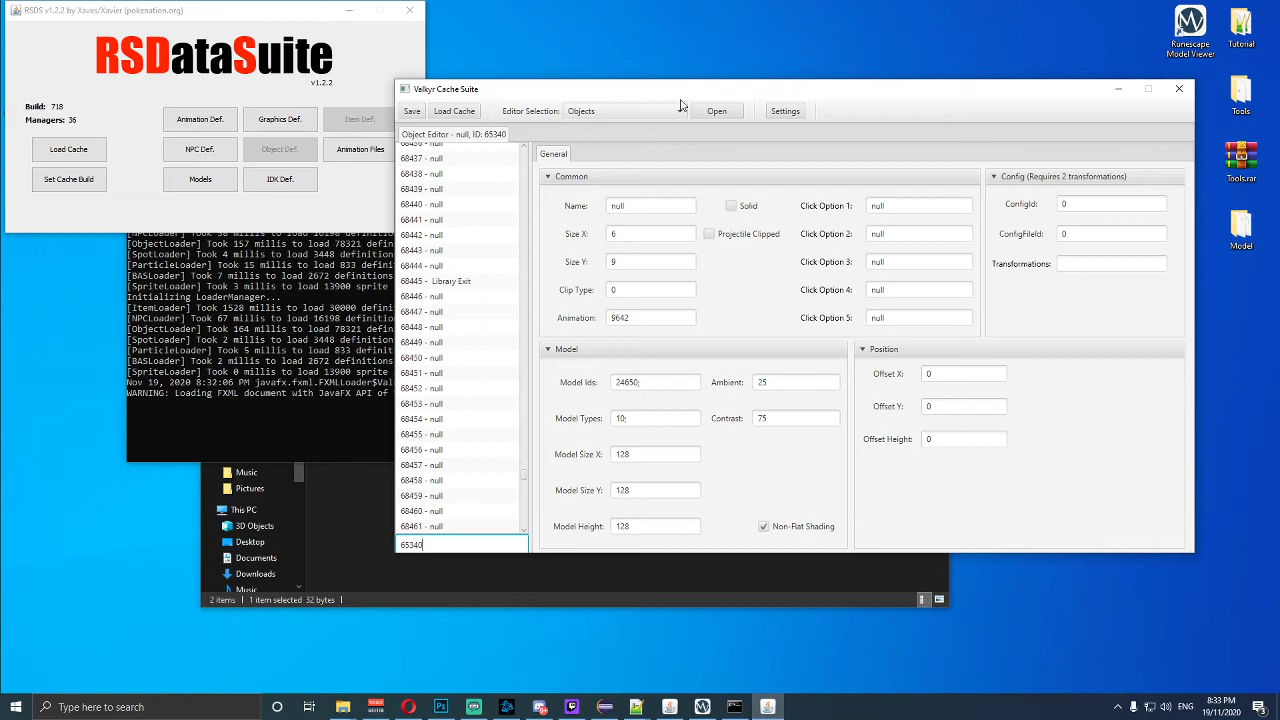 RSDS v1.2.2 by Xaves/Xavier (pokenation.org)
RSDataSuite
v1.2.2
Build: 718
Managers: 36
Load Cache
Set Cache Build
Animation Def.
Graphics Def.
Item Def.
NPC Def.
Object Def.
Animation Files
Models
IDK Def.
[ObjectLoader] Took 157 millis to load 78321 definiti
[SpotLoader] Took 4 millis to load 3448 definitions
[ParticleLoader] Took 15 millis to load 833 defini
[BASLoader] Took 7 millis to load 2672 definitions
[SpriteLoader] Took 3 millis to load 13900 sprite
Initializing LoaderManager...
[ItemLoader] Took 1528 millis to load 30000 defini
[NPCLoader] Took 67 millis to load 16198 definitio
[ObjectLoader] Took 164 millis to load 78321 defin
[SpotLoader] Took 2 millis to load 3448 definition
[ParticleLoader] Took 5 millis to load 833 definit
[BASLoader] Took 2 millis to load 2672 definitions
[SpriteLoader] Took 0 millis to load 13900 sprite
Nov 19, 2020 8:32:06 PM javafx.fxml.FXMLLoader$Val
WARNING: Loading FXML document with JavaFX API of
Valkyr Cache Suite
Save
Load Cache
Editor Selection:
Objects
Open
Settings
Object Editor - null, ID: 65340
68437 - null
68438 - null
68439 - null
68440 - null
68441 - null
68442 - null
68443 - null
68444 - null
68445 - Library Exit
68446 - null
68447 - null
68448 - null
68449 - null
68450 - null
68451 - null
68452 - null
68453 - null
68454 - null
68455 - null
68456 - null
68457 - null
68458 - null
68459 - null
68460 - null
68461 - null
65340
General
Common
Name:
null
Solid
Size X:
6
Projectile Clipped
Size Y:
9
Clip Type:
0
Animation:
9642
Click Option 1:
null
Click Option 2:
null
Click Option 3:
null
Click Option 4:
null
Click Option 5:
null
Config (Requires 2 transformations)
ConfigId:
0
ConfigFileId:
0
Transformations:
Model
Model Ids:
24650;
Ambient:
25
Model Types:
10;
Contrast:
75
Model Size X:
128
Model Size Y:
128
Model Height:
128
Non-Flat Shading
Position
Offset X:
0
Offset Y:
0
Offset Height:
0
Music
Pictures
This PC
3D Objects
Desktop
Documents
Downloads
Music
2 items
1 item selected 32 bytes
Runescape
Model Viewer
Tutorial
Tools
Tools.rar
Model
Type here to search
Ps
8:33 PM
19/11/2020